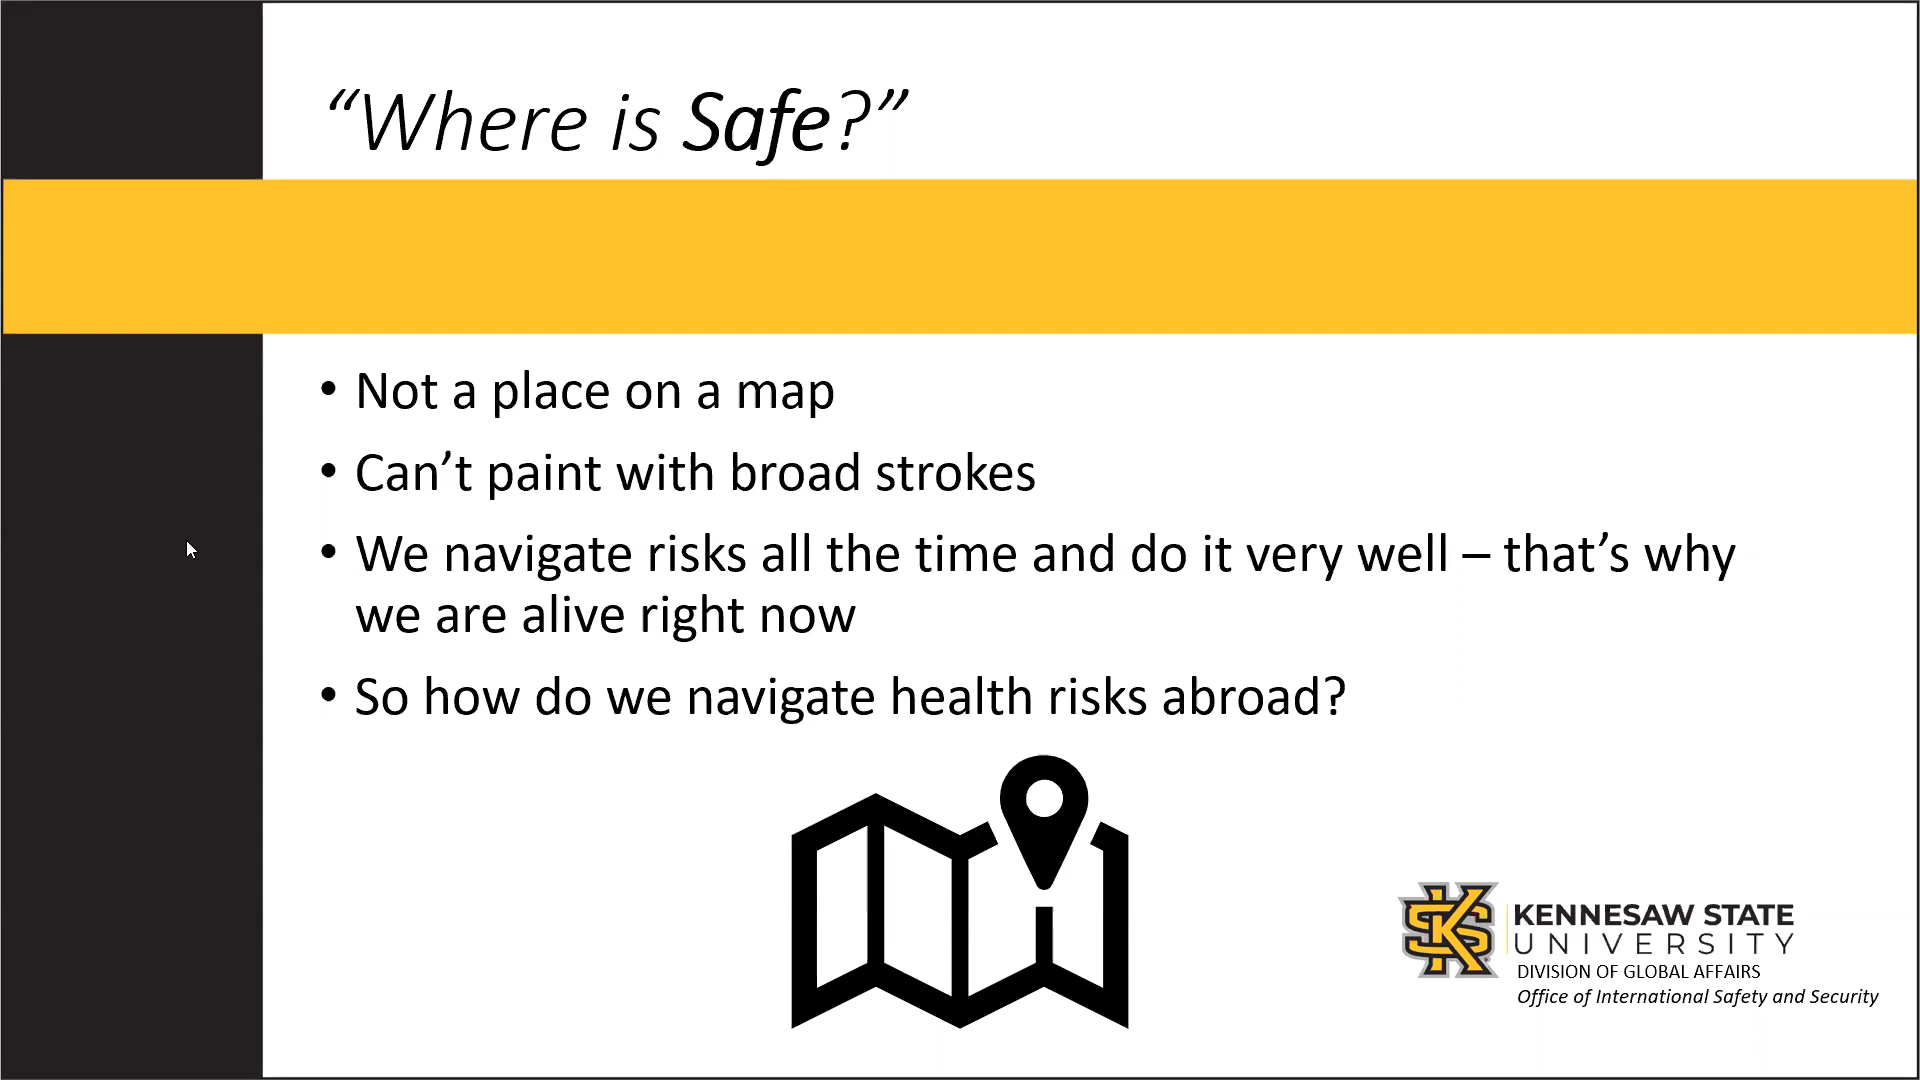 “Where is Safe?”
• Not a place on a map
• Can’t paint with broad strokes
• We navigate risks all the time and do it very well – that’s why
we are alive right now
• So how do we navigate health risks abroad?
KS
KENNESAW STATE
UNIVERSITY
DIVISION OF GLOBAL AFFAIRS
Office of International Safety and Security